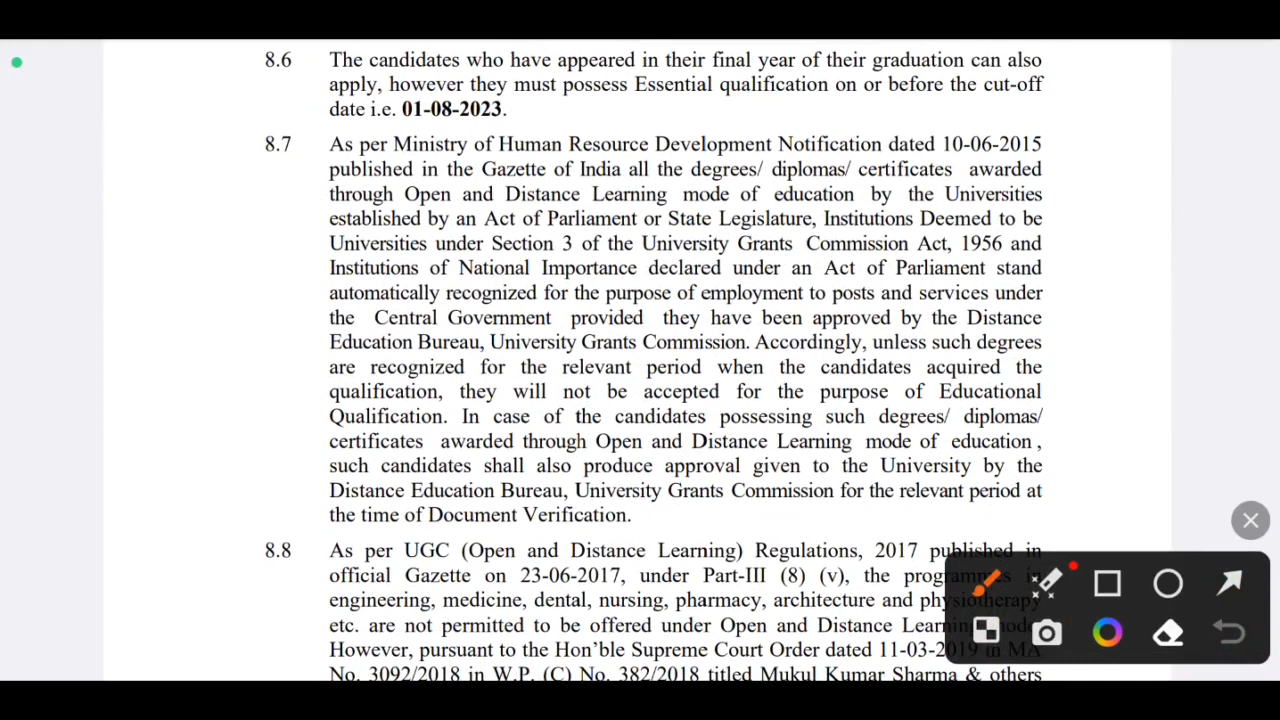 8.6 The candidates who have appeared in their final year of their graduation can also
apply, however they must possess Essential qualification on or before the cut-off
date i.e. 01-08-2023.
8.7 As per Ministry of Human Resource Development Notification dated 10-06-2015
published in the Gazette of India all the degrees/ diplomas/ certificates awarded
through Open and Distance Learning mode of education by the Universities
established by an Act of Parliament or State Legislature, Institutions Deemed to be
Universities under Section 3 of the University Grants Commission Act, 1956 and
Institutions of National Importance declared under an Act of Parliament stand
automatically recognized for the purpose of employment to posts and services under
the Central Government provided they have been approved by the Distance
Education Bureau, University Grants Commission. Accordingly, unless such degrees
are recognized for the relevant period when the candidates acquired the
qualification, they will not be accepted for the purpose of Educational
Qualification. In case of the candidates possessing such degrees/ diplomas/
certificates awarded through Open and Distance Learning mode of education ,
such candidates shall also produce approval given to the University by the
Distance Education Bureau, University Grants Commission for the relevant period at
the time of Document Verification.
8.8 As per UGC (Open and Distance Learning) Regulations, 2017 published in
official Gazette on 23-06-2017, under Part-III (8) (v), the programmes in
engineering, medicine, dental, nursing, pharmacy, architecture and physiotherapy
etc. are not permitted to be offered under Open and Distance Learning mode.
However, pursuant to the Hon’ble Supreme Court Order dated 11-03-2019 in MA
No. 3092/2018 in W.P. (C) No. 382/2018 titled Mukul Kumar Sharma & others